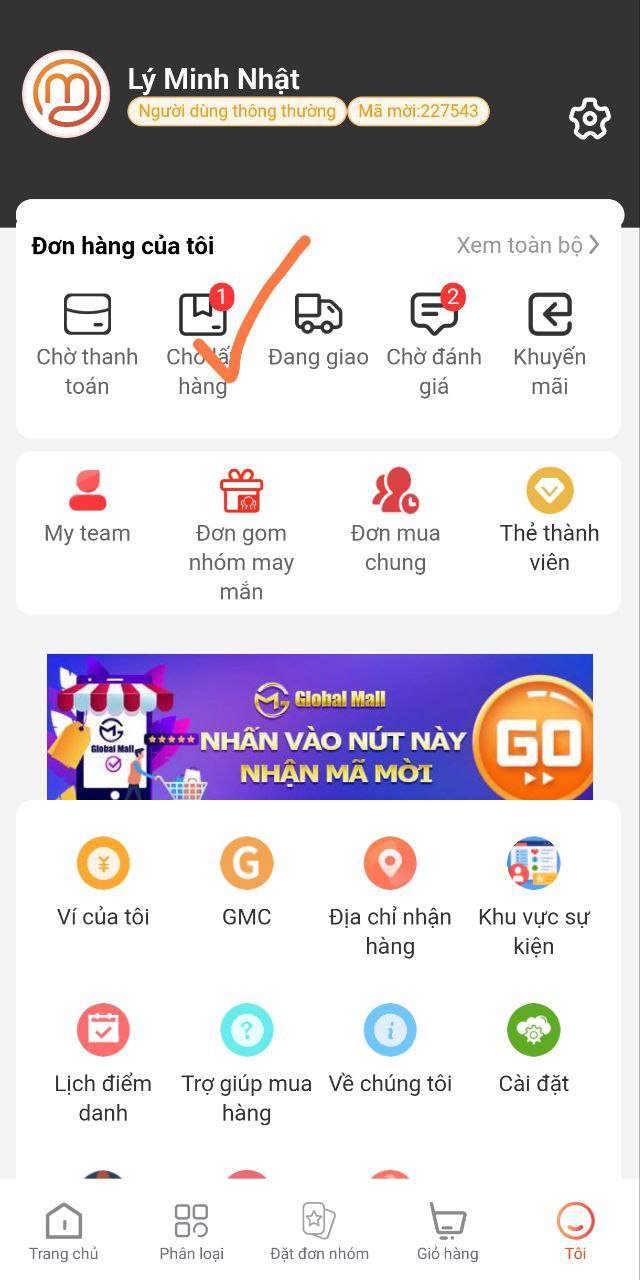 Lý Minh Nhật
Người dùng thông thường Mã mời:227543
Đơn hàng của tôi Xem toàn bộ
1 2
Chờ thanh toán
Chờ lấy hàng
Đang giao
Chờ đánh giá
Khuyến mãi
My team
Đơn gom nhóm may mắn
Đơn mua chung
Thẻ thành viên
Global Mall
Global Mall
NHẤN VÀO NÚT NÀY
NHẬN MÃ MỜI
GO
Ví của tôi
G
GMC
Địa chỉ nhận hàng
Khu vực sự kiện
Lịch điểm danh
Trợ giúp mua hàng
Về chúng tôi
Cài đặt
Trang chủ
Phân loại
Đặt đơn nhóm
Giỏ hàng
Tôi